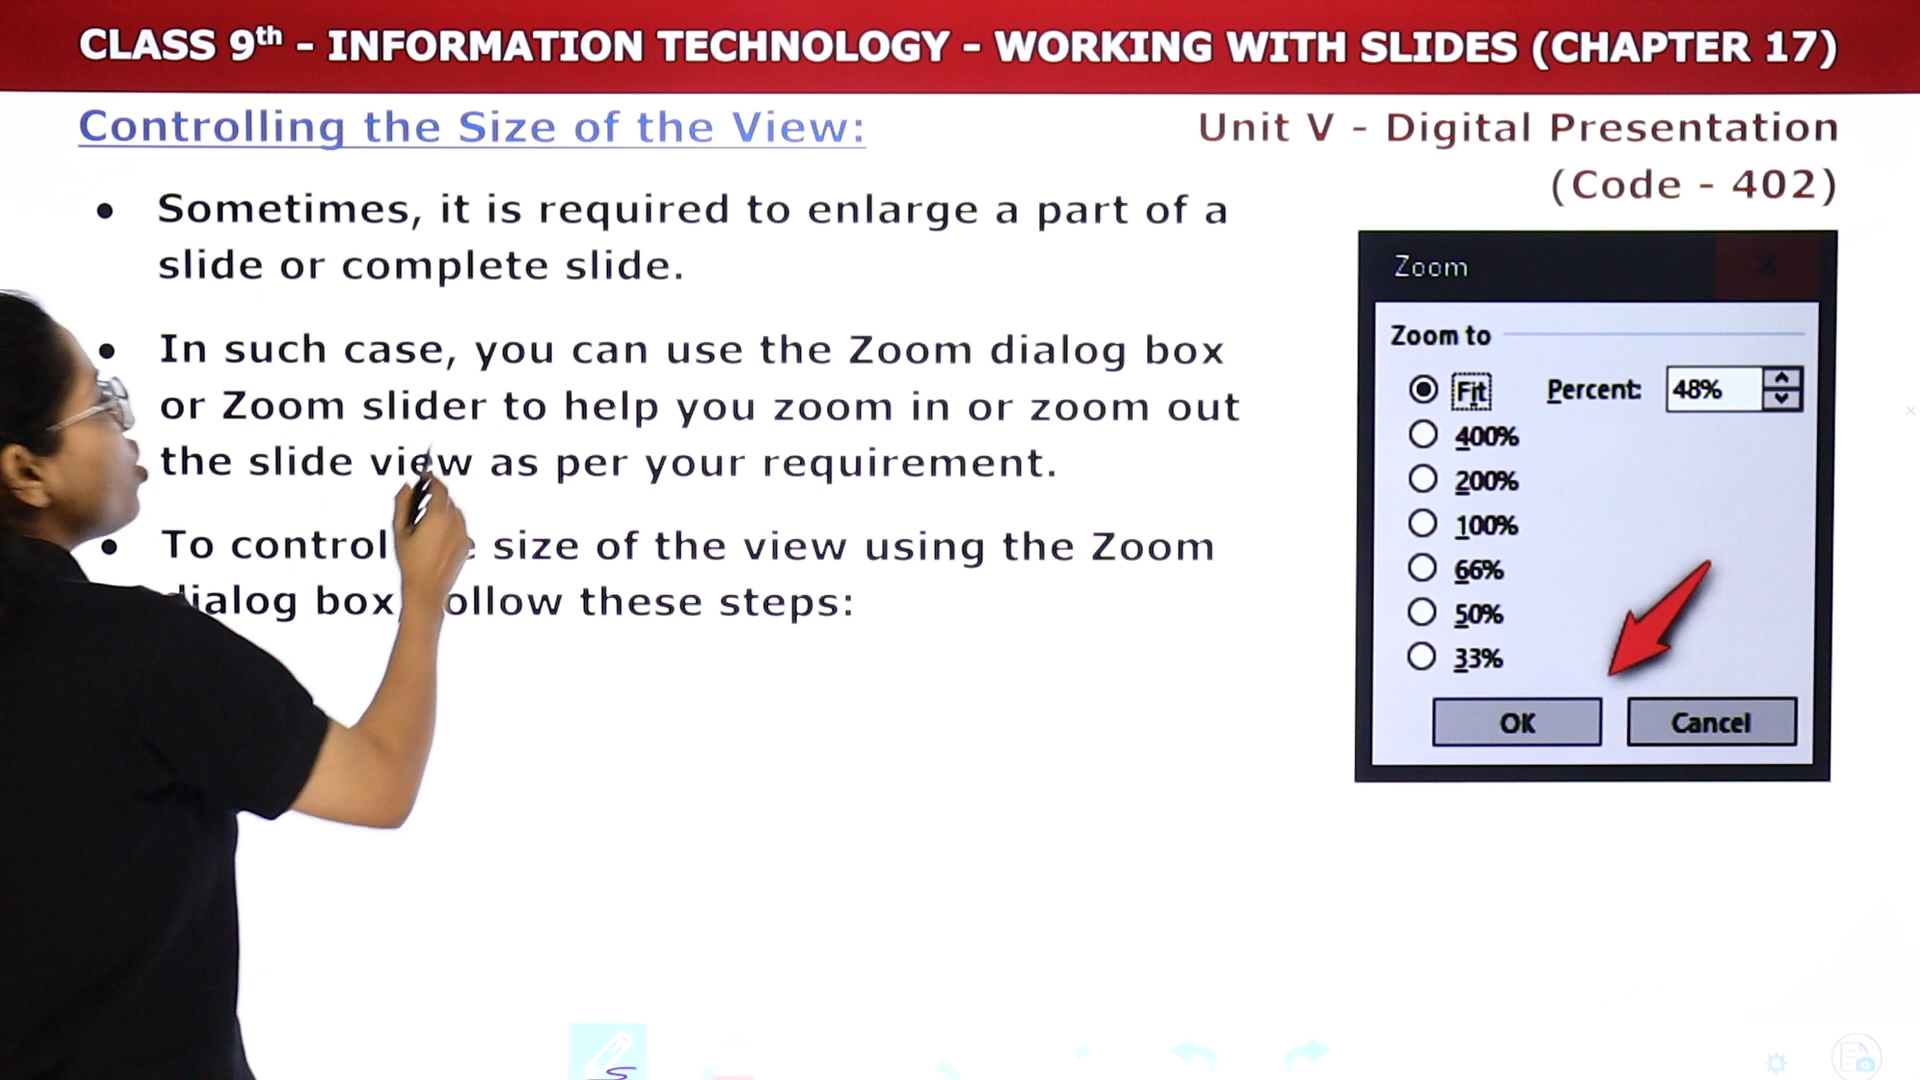 CLASS 9th - INFORMATION TECHNOLOGY - WORKING WITH SLIDES (CHAPTER 17)
Controlling the Size of the View:
Unit V - Digital Presentation
(Code - 402)
• Sometimes, it is required to enlarge a part of a
slide or complete slide.
• In such case, you can use the Zoom dialog box
or Zoom slider to help you zoom in or zoom out
the slide view as per your requirement.
• To control size of the view using the Zoom
box follow these steps:
Zoom
Zoom to
Fit
Percent: 48%
400%
200%
100%
66%
50%
33%
OK Cancel